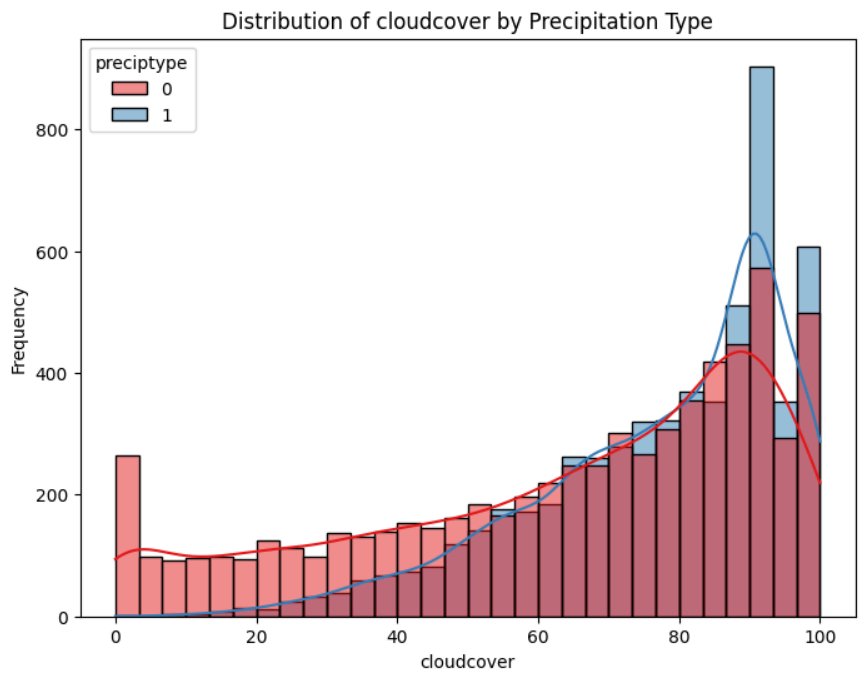 Distribution of cloudcover by Precipitation Type
preciptype
0
1
Frequency
800
600
400
200
0
0 20 40 60 80 100
cloudcover